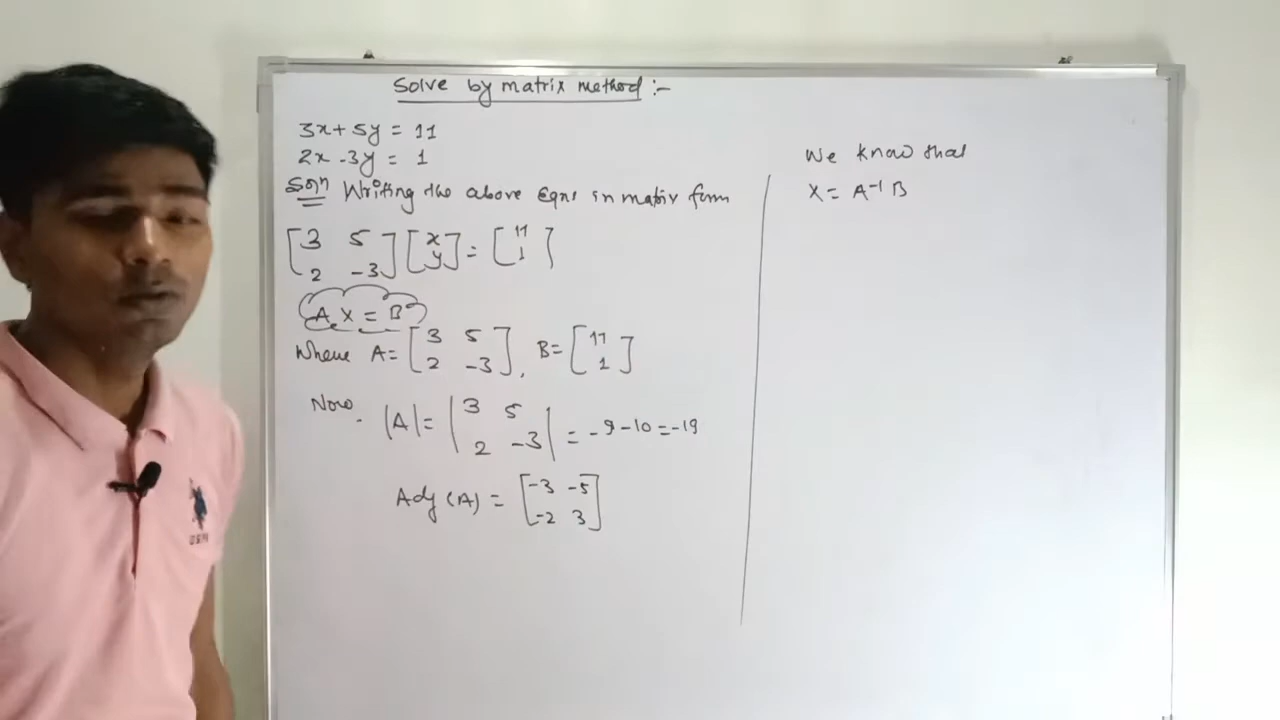 Solve by matrix method :-
3x + 5y = 11
2x - 3y = 1
Soln Writing the above Eqns in matrix form
[3 5
2 -3] [x
y] = [11
1]
A X = B
Where A = [3 5
2 -3], B = [11
1]
Now, |A| = |3 5
2 -3| = -9-10 = -19
Adj (A) = [-3 -5
-2 3]
We know that
X = A⁻¹ B